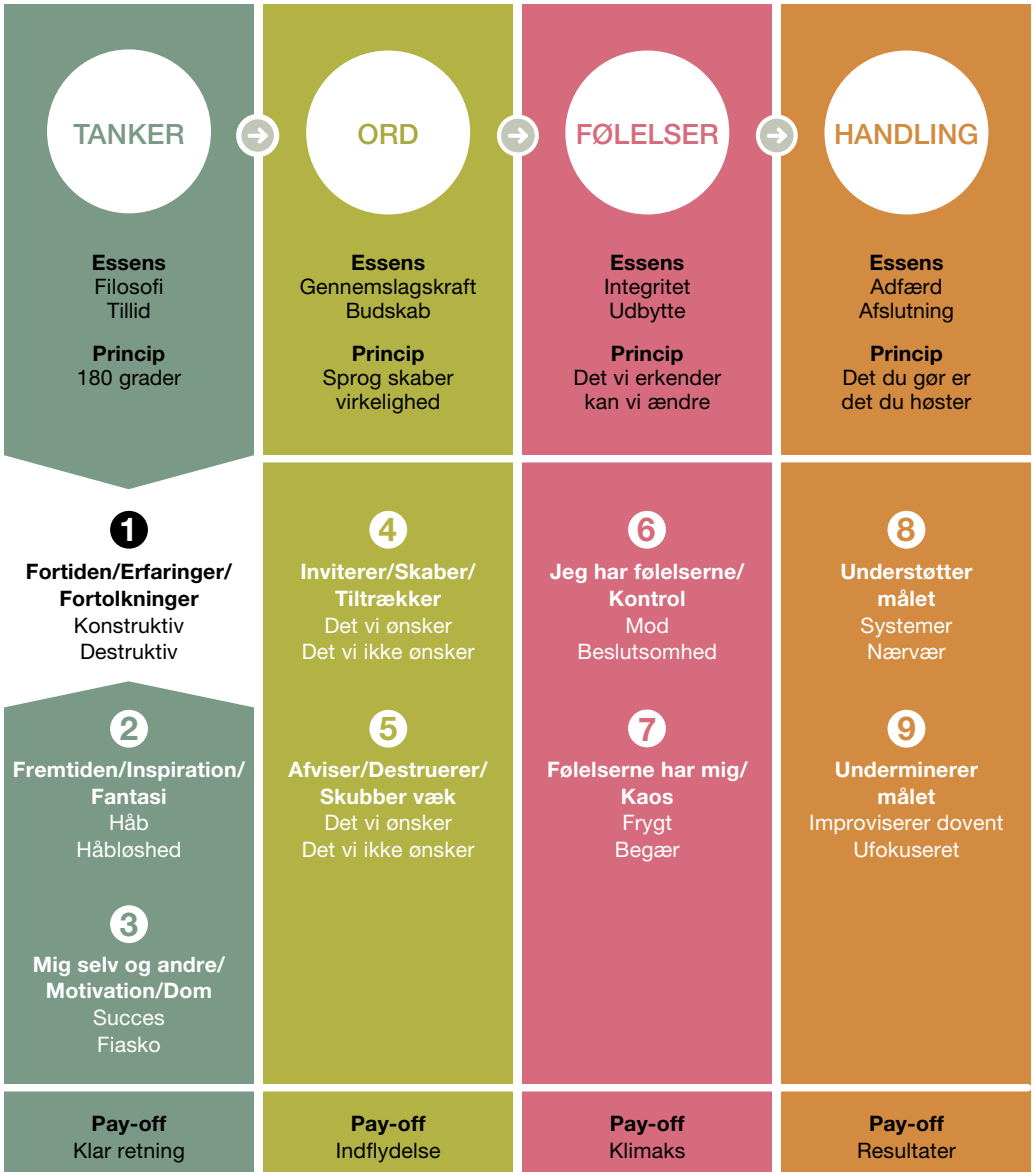 TANKER
Essens
Filosofi
Tillid
Princip
180 grader
1
Fortiden/Erfaringer/
Fortolkninger
Konstruktiv
Destruktiv
2
Fremtiden/Inspiration/
Fantasi
Håb
Håbløshed
3
Mig selv og andre/
Motivation/Dom
Succes
Fiasko
Pay-off
Klar retning
ORD
Essens
Gennemslagskraft
Budskab
Princip
Sprog skaber
virkelighed
4
Inviterer/Skaber/
Tiltrækker
Det vi ønsker
Det vi ikke ønsker
5
Afviser/Destruerer/
Skubber væk
Det vi ønsker
Det vi ikke ønsker
Pay-off
Indflydelse
FØLELSER
Essens
Integritet
Udbytte
Princip
Det vi erkender
kan vi ændre
6
Jeg har følelserne/
Kontrol
Mod
Beslutsomhed
7
Følelserne har mig/
Kaos
Frygt
Begær
Pay-off
Klimaks
HANDLING
Essens
Adfærd
Afslutning
Princip
Det du gør er
det du høster
8
Understøtter
målet
Systemer
Nærvær
9
Underminerer
målet
Improviserer dovent
Ufokuseret
Pay-off
Resultater